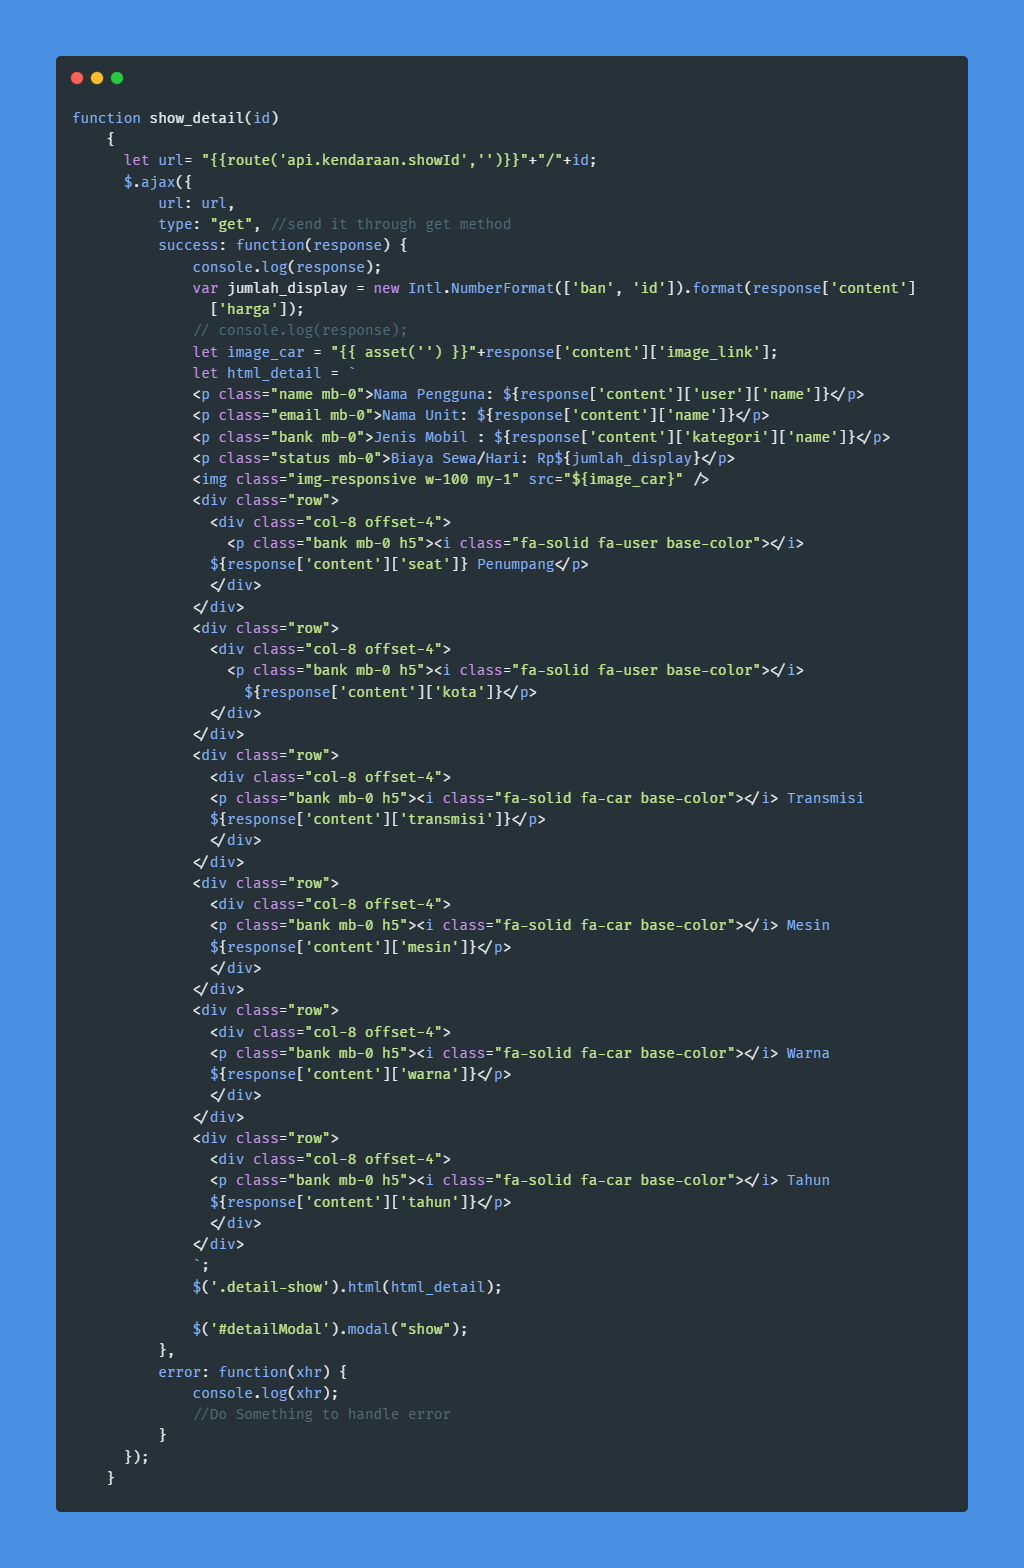 function show_detail(id)
    {
      let url= "{{route('api.kendaraan.showId','')}}"+"/"+id;
      $.ajax({
          url: url,
          type: "get", //send it through get method
          success: function(response) {
              console.log(response);
              var jumlah_display = new Intl.NumberFormat(['ban', 'id']).format(response['content']
                ['harga']);
              // console.log(response);
              let image_car = "{{ asset('') }}"+response['content']['image_link'];
              let html_detail = `
              <p class="name mb-0">Nama Pengguna: ${response['content']['user']['name']}</p>
              <p class="email mb-0">Nama Unit: ${response['content']['name']}</p>
              <p class="bank mb-0">Jenis Mobil : ${response['content']['kategori']['name']}</p>
              <p class="status mb-0">Biaya Sewa/Hari: Rp${jumlah_display}</p>
              <img class="img-responsive w-100 my-1" src="${image_car}" />
              <div class="row">
                <div class="col-8 offset-4">
                  <p class="bank mb-0 h5"><i class="fa-solid fa-user base-color"></i>
                ${response['content']['seat']} Penumpang</p>
                </div>
              </div>
              <div class="row">
                <div class="col-8 offset-4">
                  <p class="bank mb-0 h5"><i class="fa-solid fa-user base-color"></i>
                    ${response['content']['kota']}</p>
                </div>
              </div>
              <div class="row">
                <div class="col-8 offset-4">
                <p class="bank mb-0 h5"><i class="fa-solid fa-car base-color"></i> Transmisi
                ${response['content']['transmisi']}</p>
                </div>
              </div>
              <div class="row">
                <div class="col-8 offset-4">
                <p class="bank mb-0 h5"><i class="fa-solid fa-car base-color"></i> Mesin
                ${response['content']['mesin']}</p>
                </div>
              </div>
              <div class="row">
                <div class="col-8 offset-4">
                <p class="bank mb-0 h5"><i class="fa-solid fa-car base-color"></i> Warna
                ${response['content']['warna']}</p>
                </div>
              </div>
              <div class="row">
                <div class="col-8 offset-4">
                <p class="bank mb-0 h5"><i class="fa-solid fa-car base-color"></i> Tahun
                ${response['content']['tahun']}</p>
                </div>
              </div>
              `;
              $('.detail-show').html(html_detail);

              $('#detailModal').modal("show");
          },
          error: function(xhr) {
              console.log(xhr);
              //Do Something to handle error
          }
      });
    }